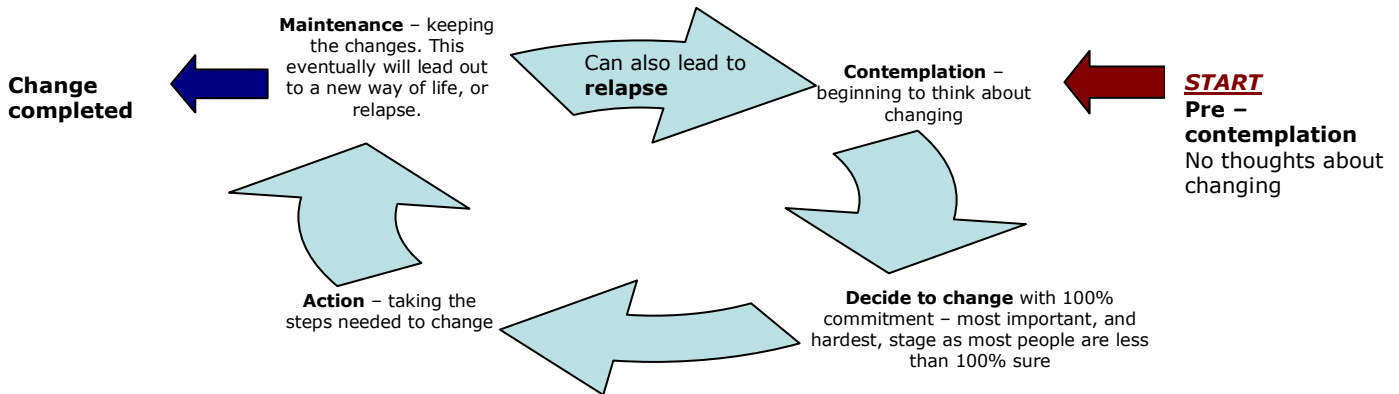 Maintenance – keeping
the changes. This
eventually will lead out
to a new way of life, or
relapse.
Can also lead to
relapse
Contemplation –
beginning to think about
changing
START
Pre –
contemplation
No thoughts about
changing
Change
completed
Action – taking the
steps needed to change
Decide to change with 100%
commitment – most important, and
hardest, stage as most people are less
than 100% sure